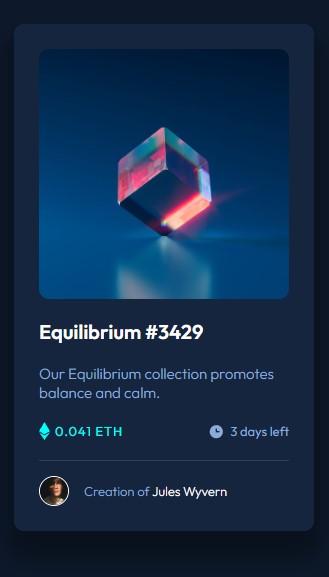 Equilibrium #3429
Our Equilibrium collection promotes
balance and calm.
0.041 ETH
3 days left
Creation of Jules Wyvern